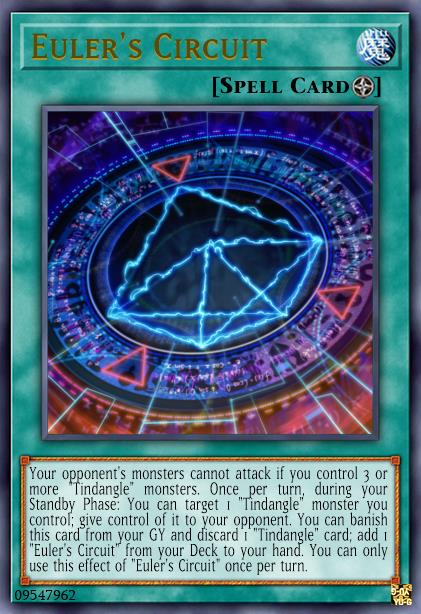 EULER'S CIRCUIT
[SPELL CARD]
Your opponent's monsters cannot attack if you control 3 or
more "Tindangle" monsters. Once per turn, during your
Standby Phase: You can target 1 "Tindangle" monster you
control; give control of it to your opponent. You can banish
this card from your GY and discard 1 "Tindangle" card; add 1
"Euler's Circuit" from your Deck to your hand. You can only
use this effect of "Euler's Circuit" once per turn.
09547962